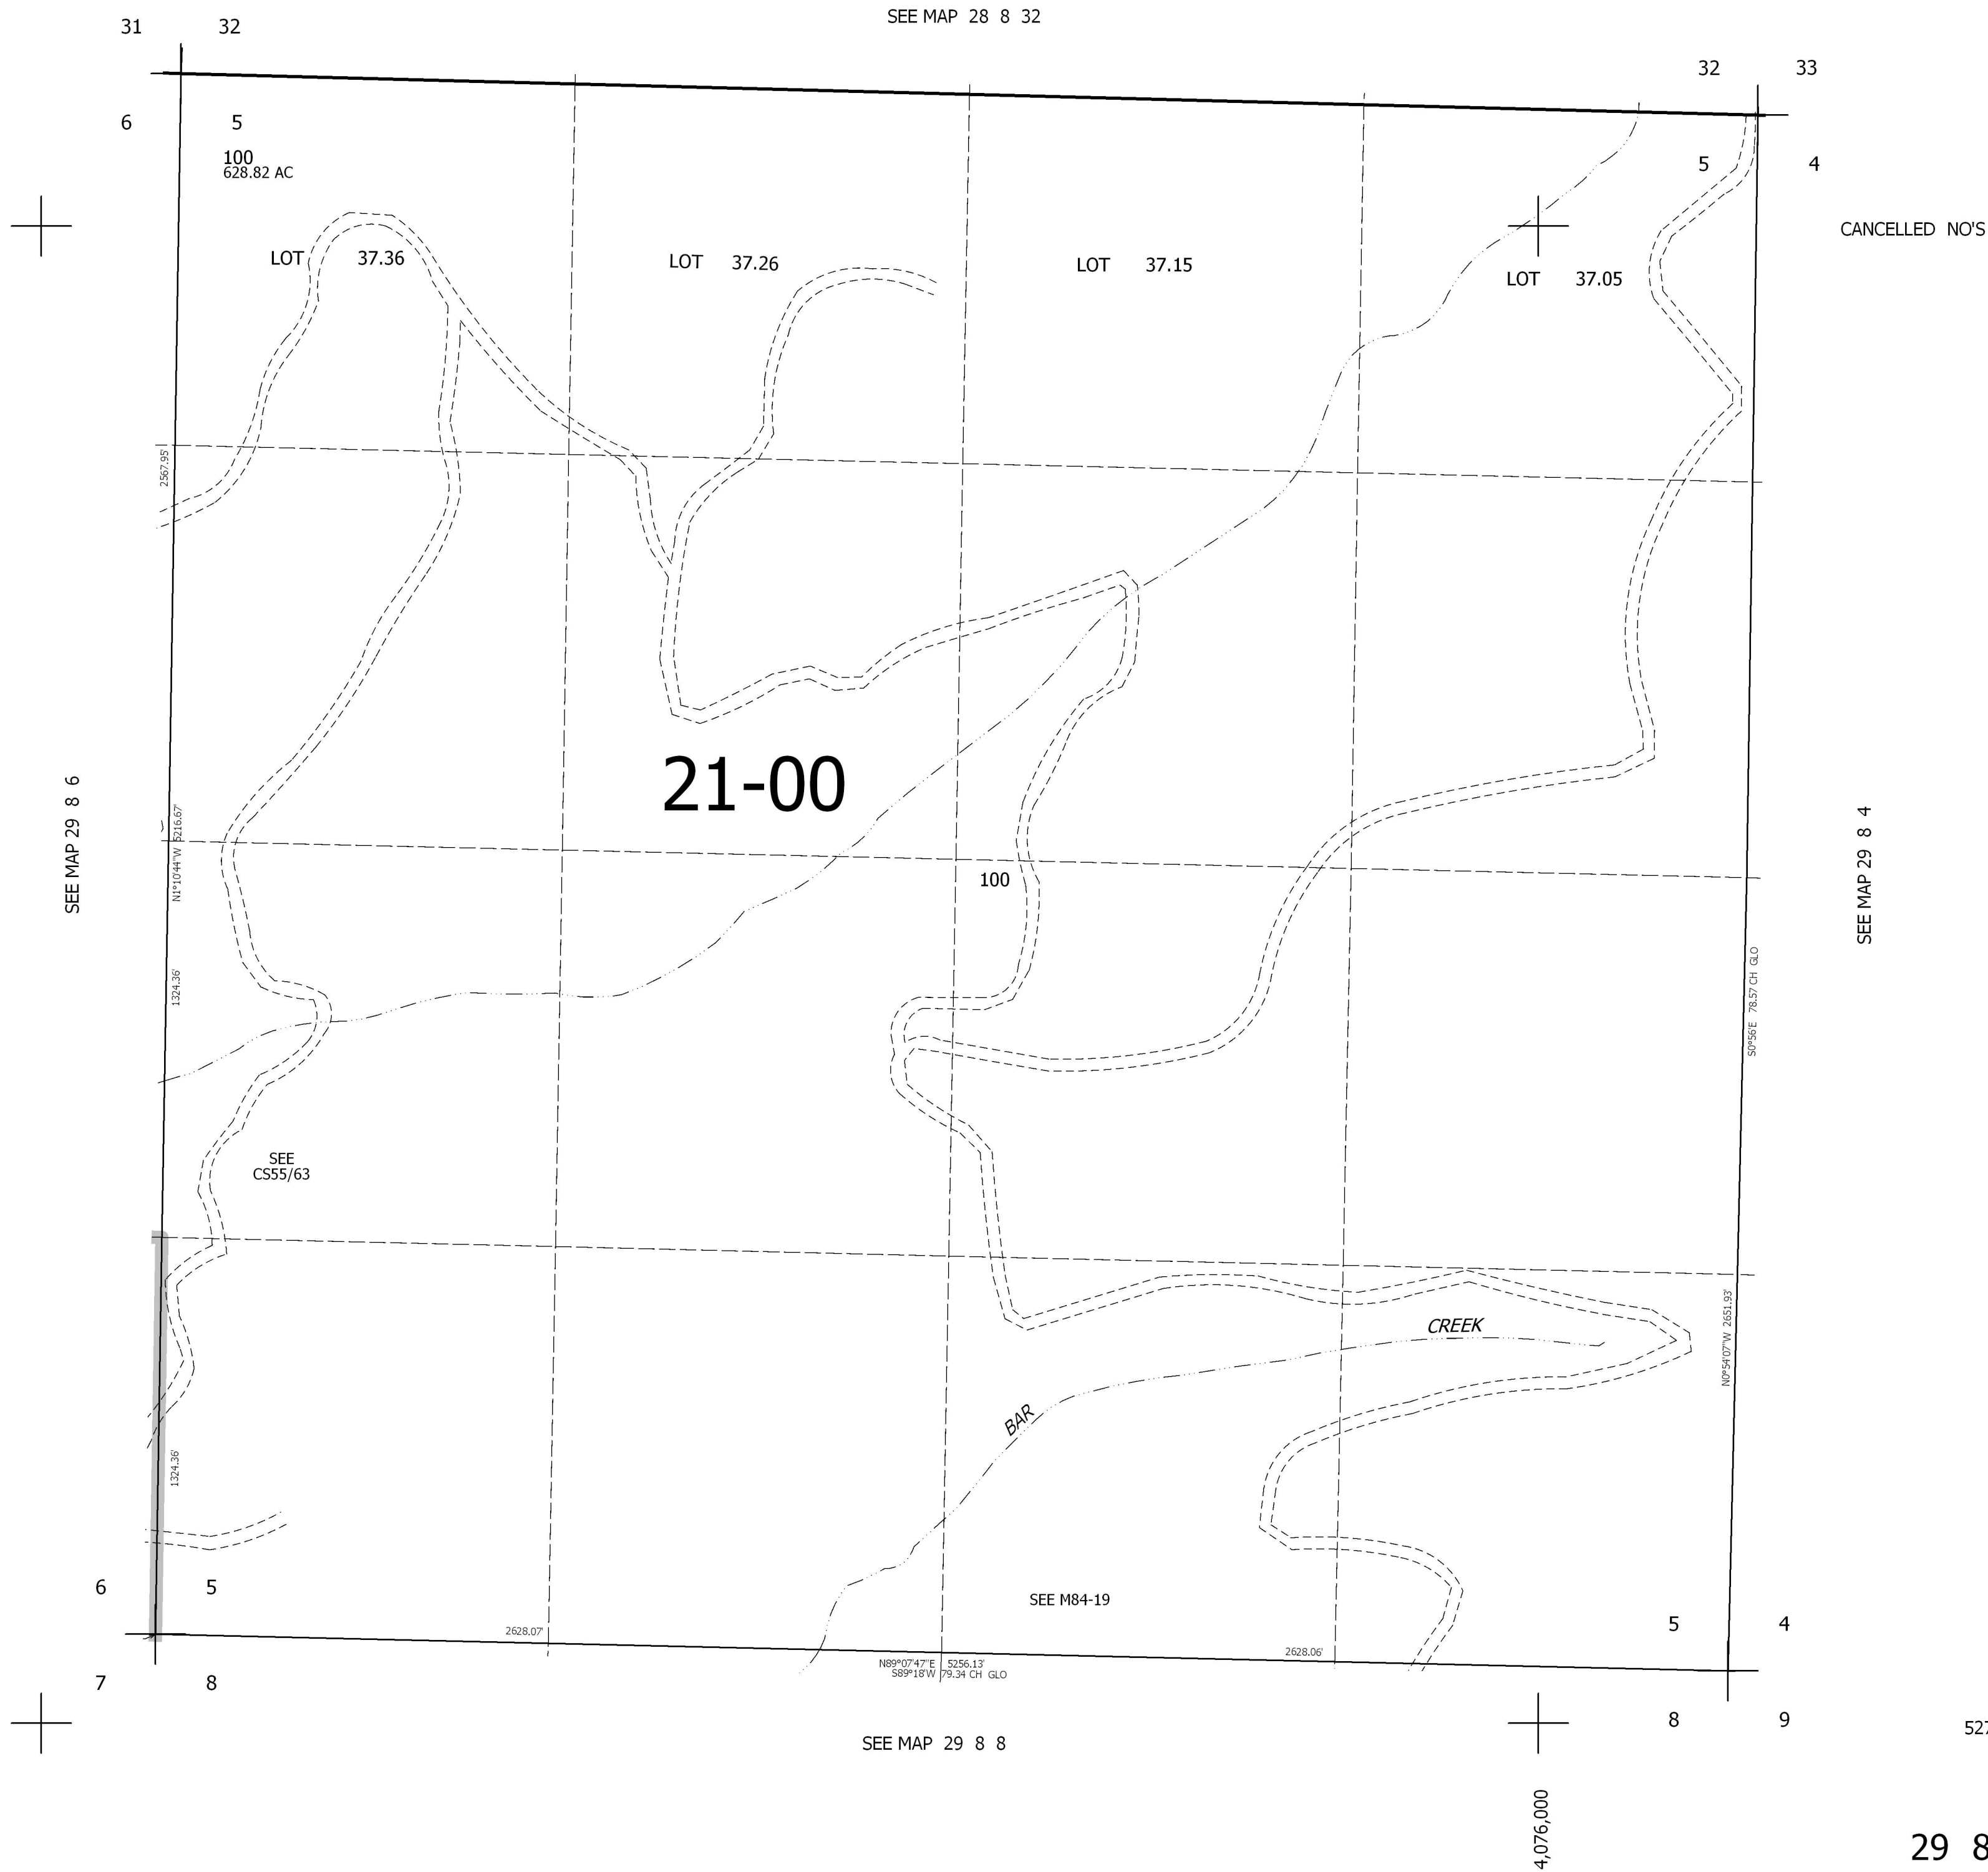 SEE MAP 28 8 32
31 32
32 33
6 5
5 4
100
628.82 AC
CANCELLED NO'S
LOT 37.36
LOT 37.26
LOT 37.15
LOT 37.05
2567.95'
21-00
SEE MAP 29 8 6
N1°10'44"W 5216.67'
SEE MAP 29 8 4
100
1324.36'
S0°56'E 78.57 CH GLO
SEE
CS55/63
CREEK
N0°54'07"W 2651.93'
BAR
1324.36'
6 5
SEE M84-19
5 4
2628.07'
2628.06'
N89°07'47"E 5256.13'
S89°18'W 79.34 CH GLO
7 8
8 9
527
SEE MAP 29 8 8
4,076,000
29 8